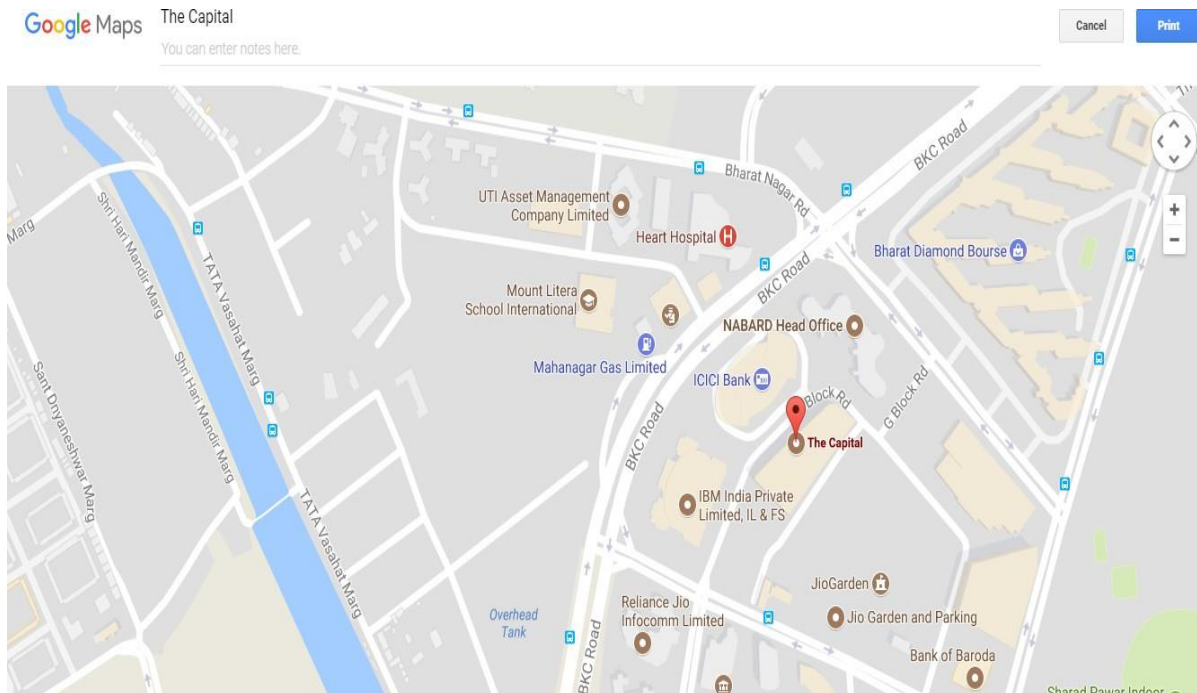 Google Maps
The Capital
You can enter notes here.
Cancel
Print
BKC Road
Bharat Nagar Rd
UTI Asset Management
Company Limited
Heart Hospital
Bharat Diamond Bourse
Marg
Shri Hari Mandir Marg
TATA Vasahat Marg
BKC Road
Mount Litera
School International
NABARD Head Office
Mahanagar Gas Limited
ICICI Bank
Block Rd
G Block Rd
Shri Hari Mandir Marg
Sant Dnyaneshwar Marg
BKC Road
The Capital
IBM India Private
Limited, IL & FS
TATA Vasahat Marg
JioGarden
Overhead
Tank
Reliance Jio
Infocomm Limited
Jio Garden and Parking
BKC Road
Bank of Baroda
Sharad Pawar Indoor